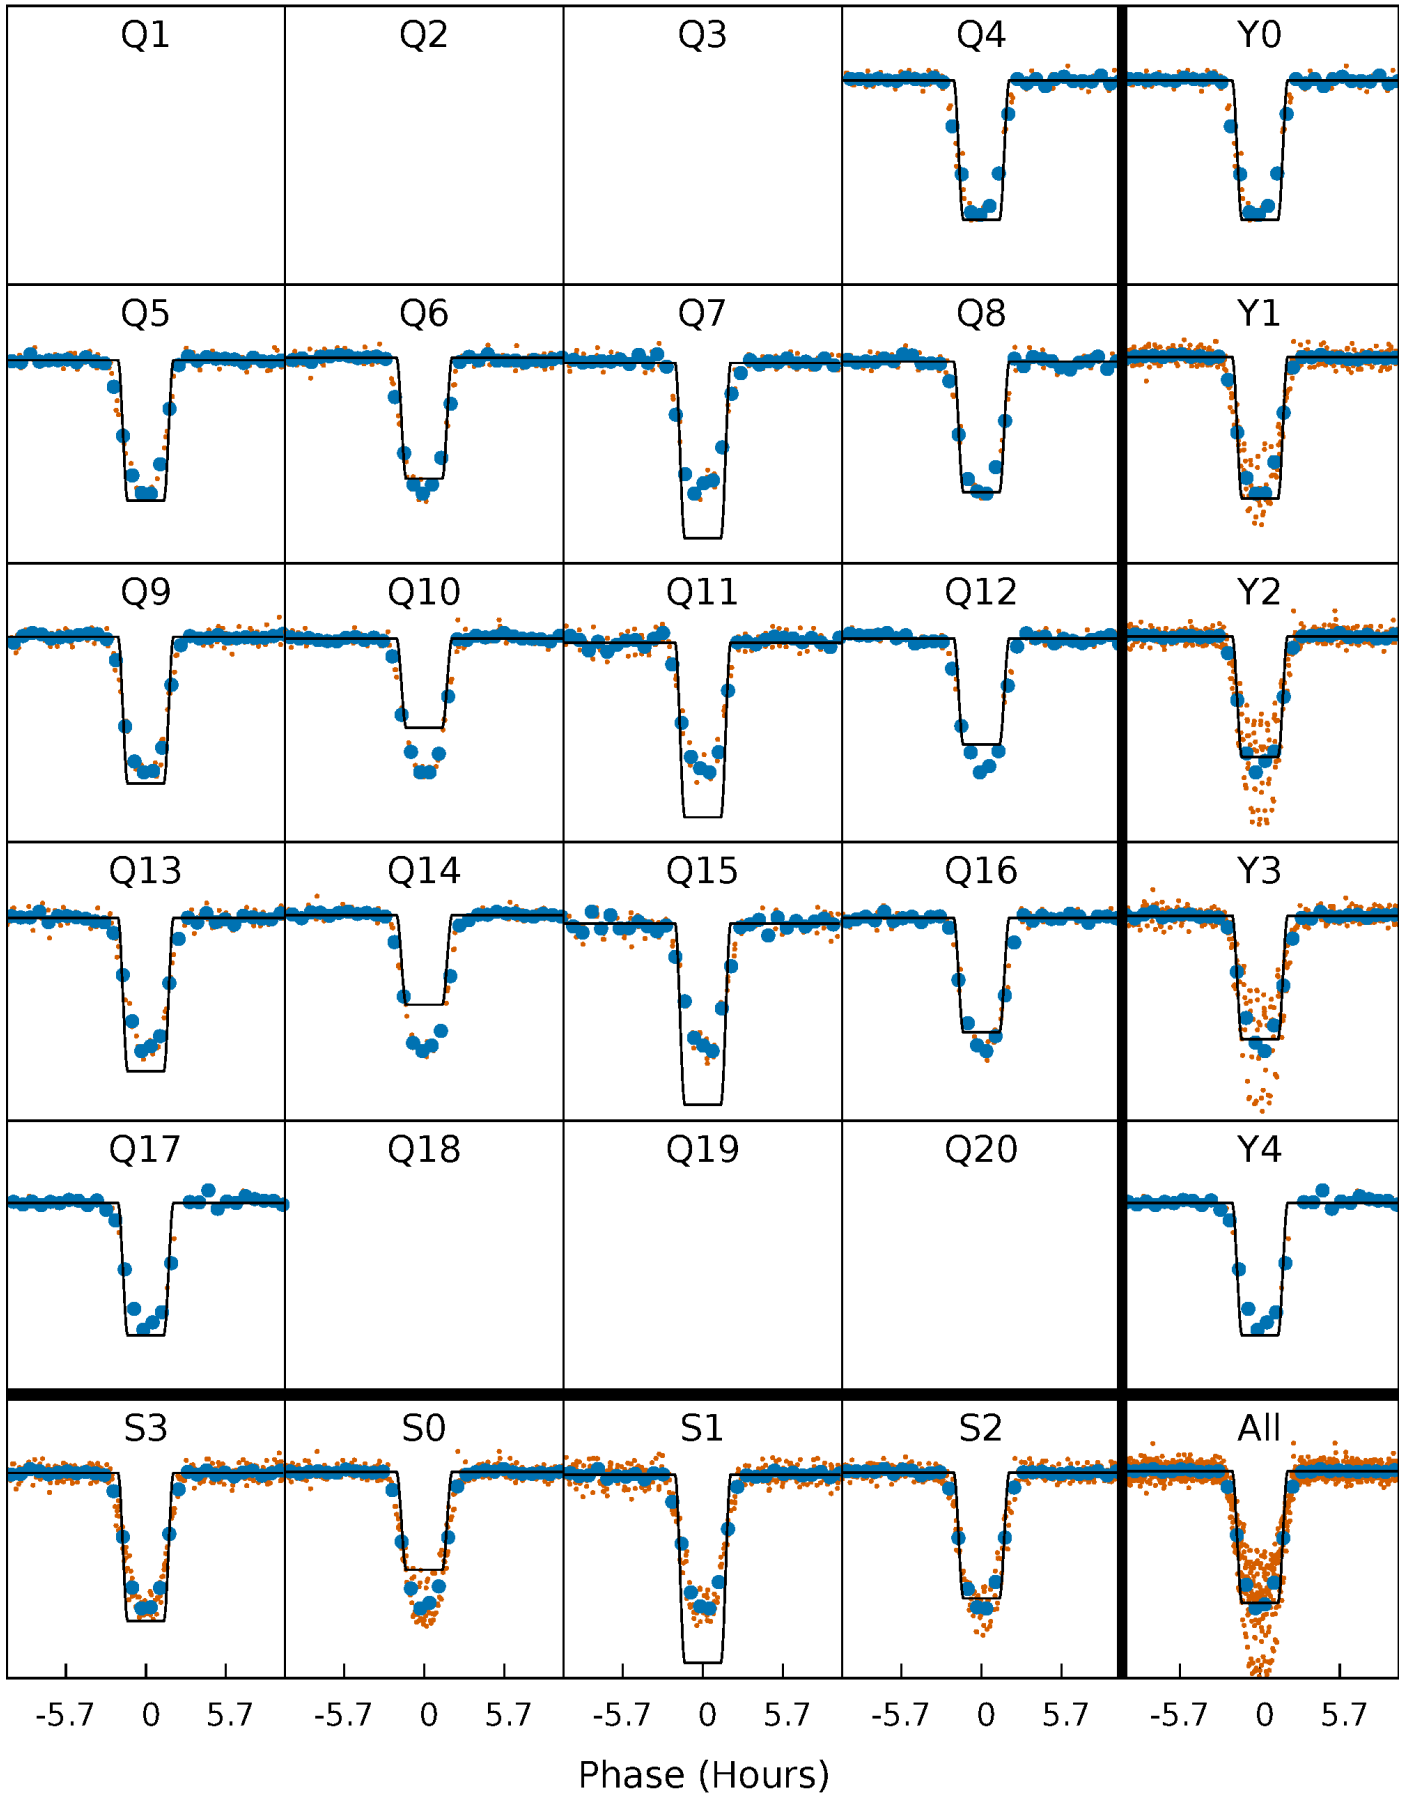 Q1 Q2 Q3 Q4 Y0
Q5 Q6 Q7 Q8 Y1
Q9 Q10 Q11 Q12 Y2
Q13 Q14 Q15 Q16 Y3
Q17 Q18 Q19 Q20 Y4
S3 S0 S1 S2 All
-5.7 0 5.7 -5.7 0 5.7 -5.7 0 5.7 -5.7 0 5.7 -5.7 0 5.7
Phase (Hours)